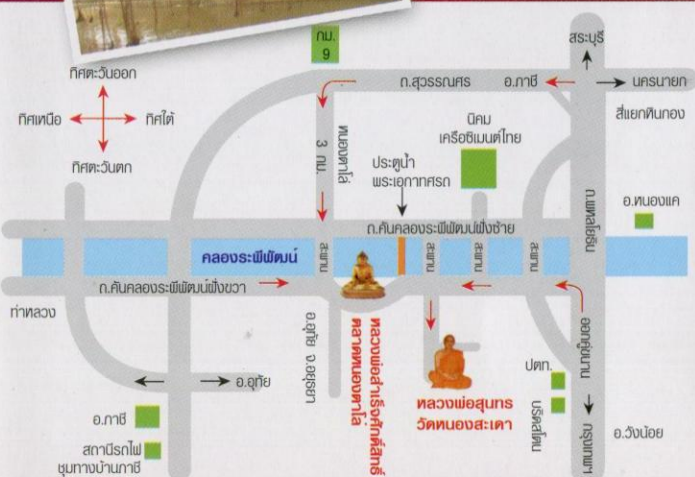 กม.
9
สระบุรี
ถ.สุวรรณศร
อ.ภาชี
นครนายก
สี่แยกหินกอง
ทิศตะวันออก
ทิศเหนือ
ทิศใต้
ทิศตะวันตก
หนองตาโล่
3 กม.
นิคม
เครือซิเมนต์ไทย
ประตูน้ำ
พระเอกาทศรถ
ถ.พหลโยธิน
อ.หนองแค
ถ.คันคลองระพีพัฒน์ฝั่งซ้าย
คลองระพีพัฒน์
สะพาน
สะพาน
สะพาน
สะพาน
ถ.คันคลองระพีพัฒน์ฝั่งขวา
ท่าหลวง
อ.อุทัย จ.อยุธยา
หลวงพ่อสำเร็จศักดิ์สิทธิ์
ตลาดหนองตาโล่
หลวงพ่อสุนทร
วัดหนองสะเดา
อ.อุทัย
อ.ภาชี
สถานีรถไฟ
ชุมทางบ้านภาชี
ปตท.
บริดสโตน
กรุงเทพฯ
อ.วังน้อย